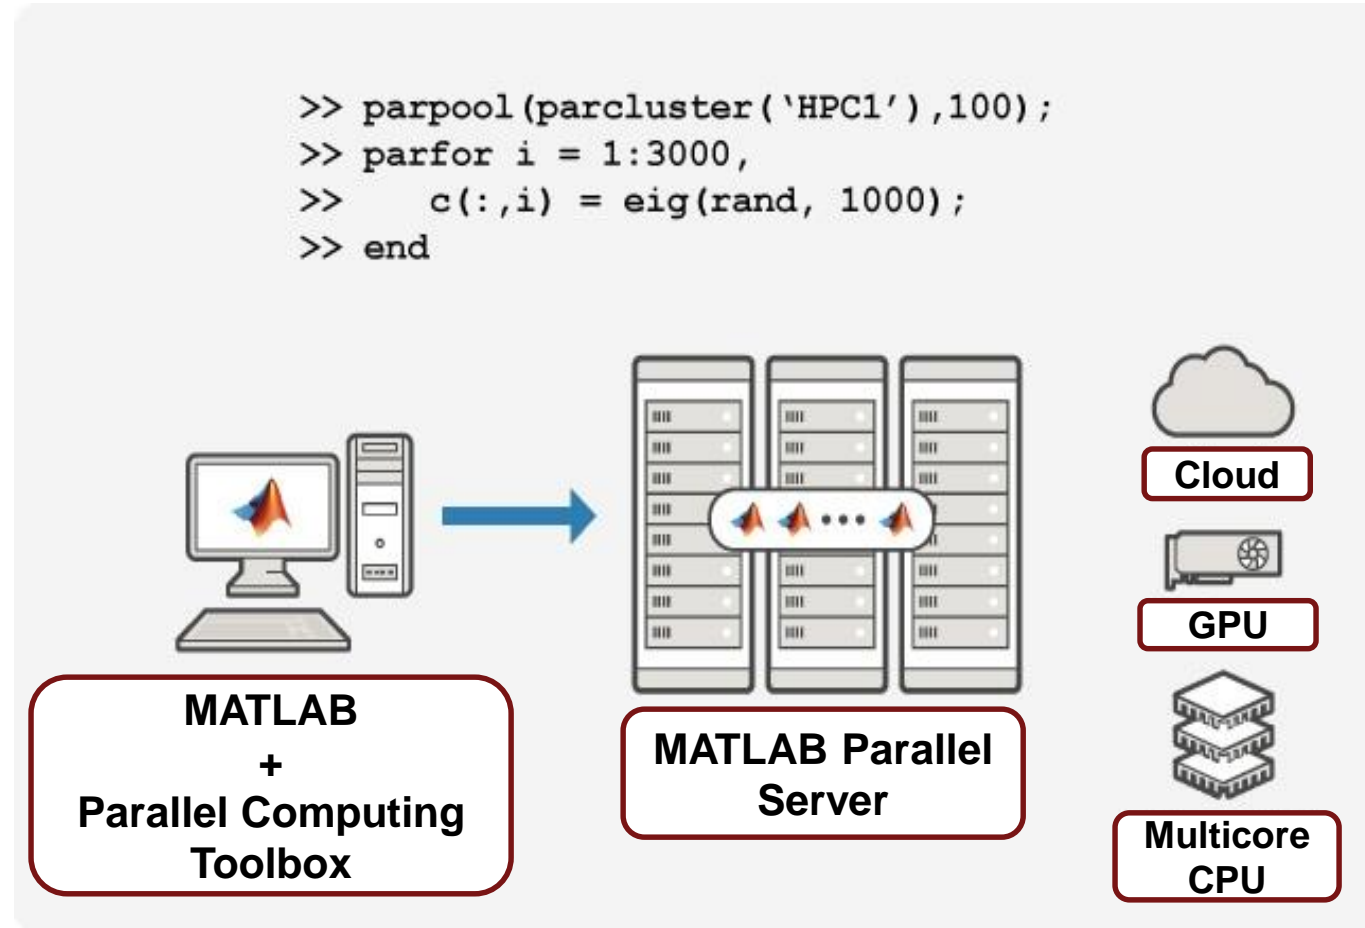 >> parpool(parcluster(‘HPC1’),100);
>> parfor i = 1:3000,
>>    c(:,i) = eig(rand, 1000);
>> end
MATLAB
+
Parallel Computing
Toolbox
MATLAB Parallel
Server
Cloud
GPU
Multicore
CPU